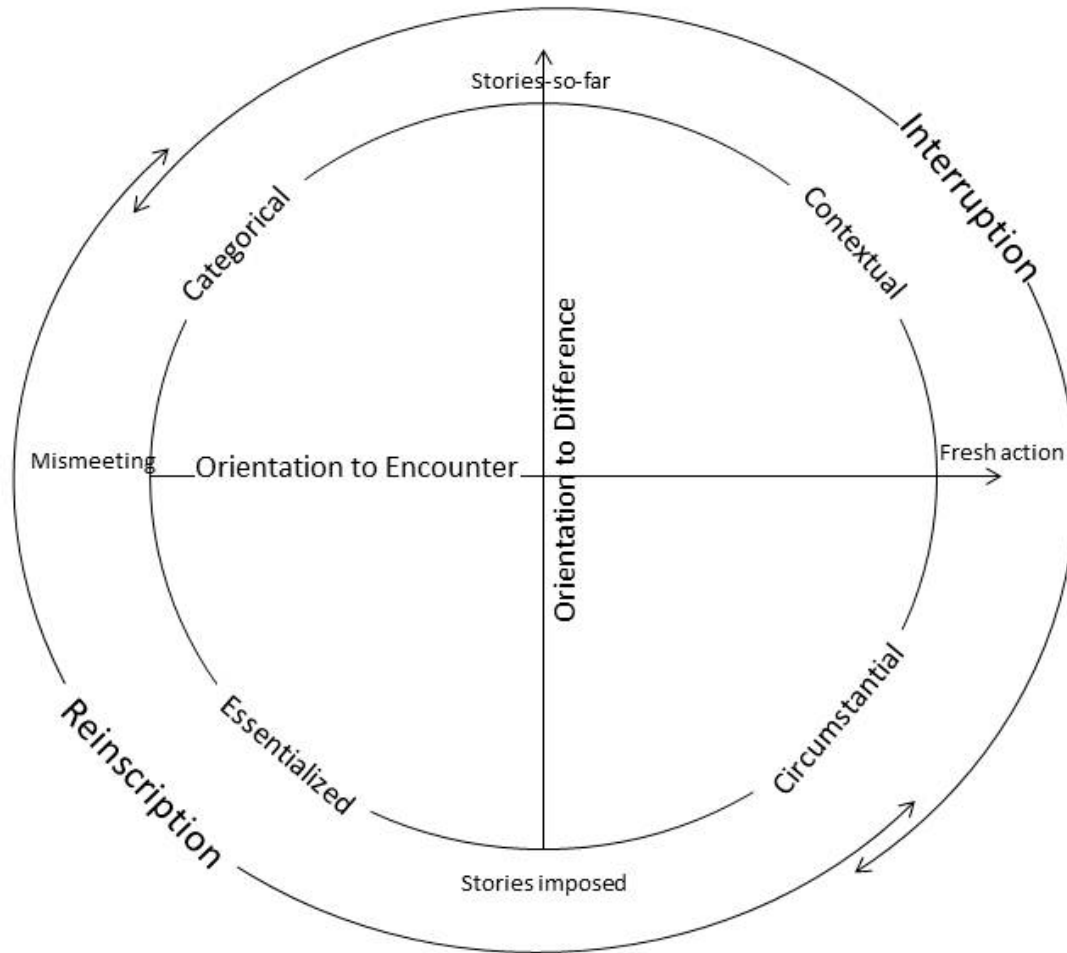 Stories-so-far
Interruption
Categorical
Contextual
Orientation to Difference
Mismeeting
Orientation to Encounter
Fresh action
Essentialized
Circumstantial
Reinscription
Stories imposed